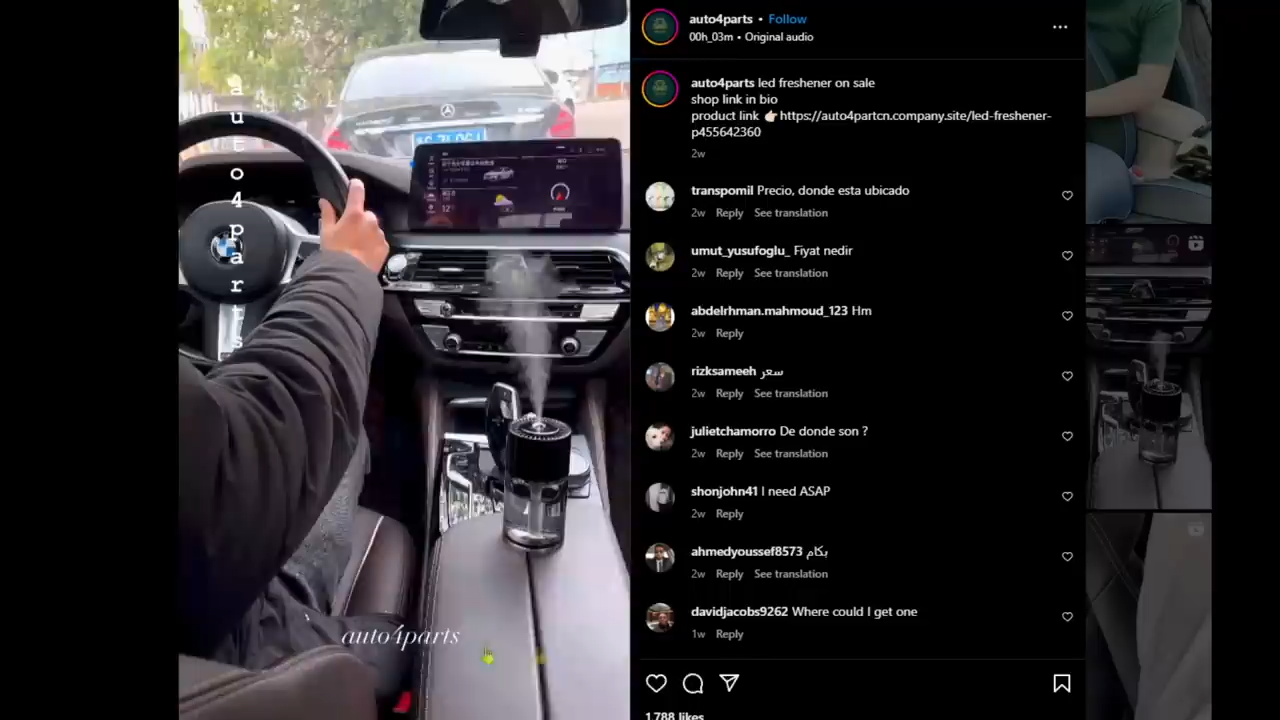 auto4parts
auto4parts
auto4parts • Follow
00h_03m • Original audio
auto4parts led freshener on sale
shop link in bio
product link 👉🏻 https://auto4partcn.company.site/led-freshener-
p455642360
2w
transpomil Precio, donde esta ubicado
2w Reply See translation
umut_yusufoglu_ Fiyat nedir
2w Reply See translation
abdelrhman.mahmoud_123 Hm
2w Reply
rizksameeh سعر
2w Reply See translation
julietchamorro De donde son ?
2w Reply See translation
shonjohn41 I need ASAP
2w Reply
ahmedyoussef8573 بكام
2w Reply See translation
davidjacobs9262 Where could I get one
1w Reply
1,788 likes